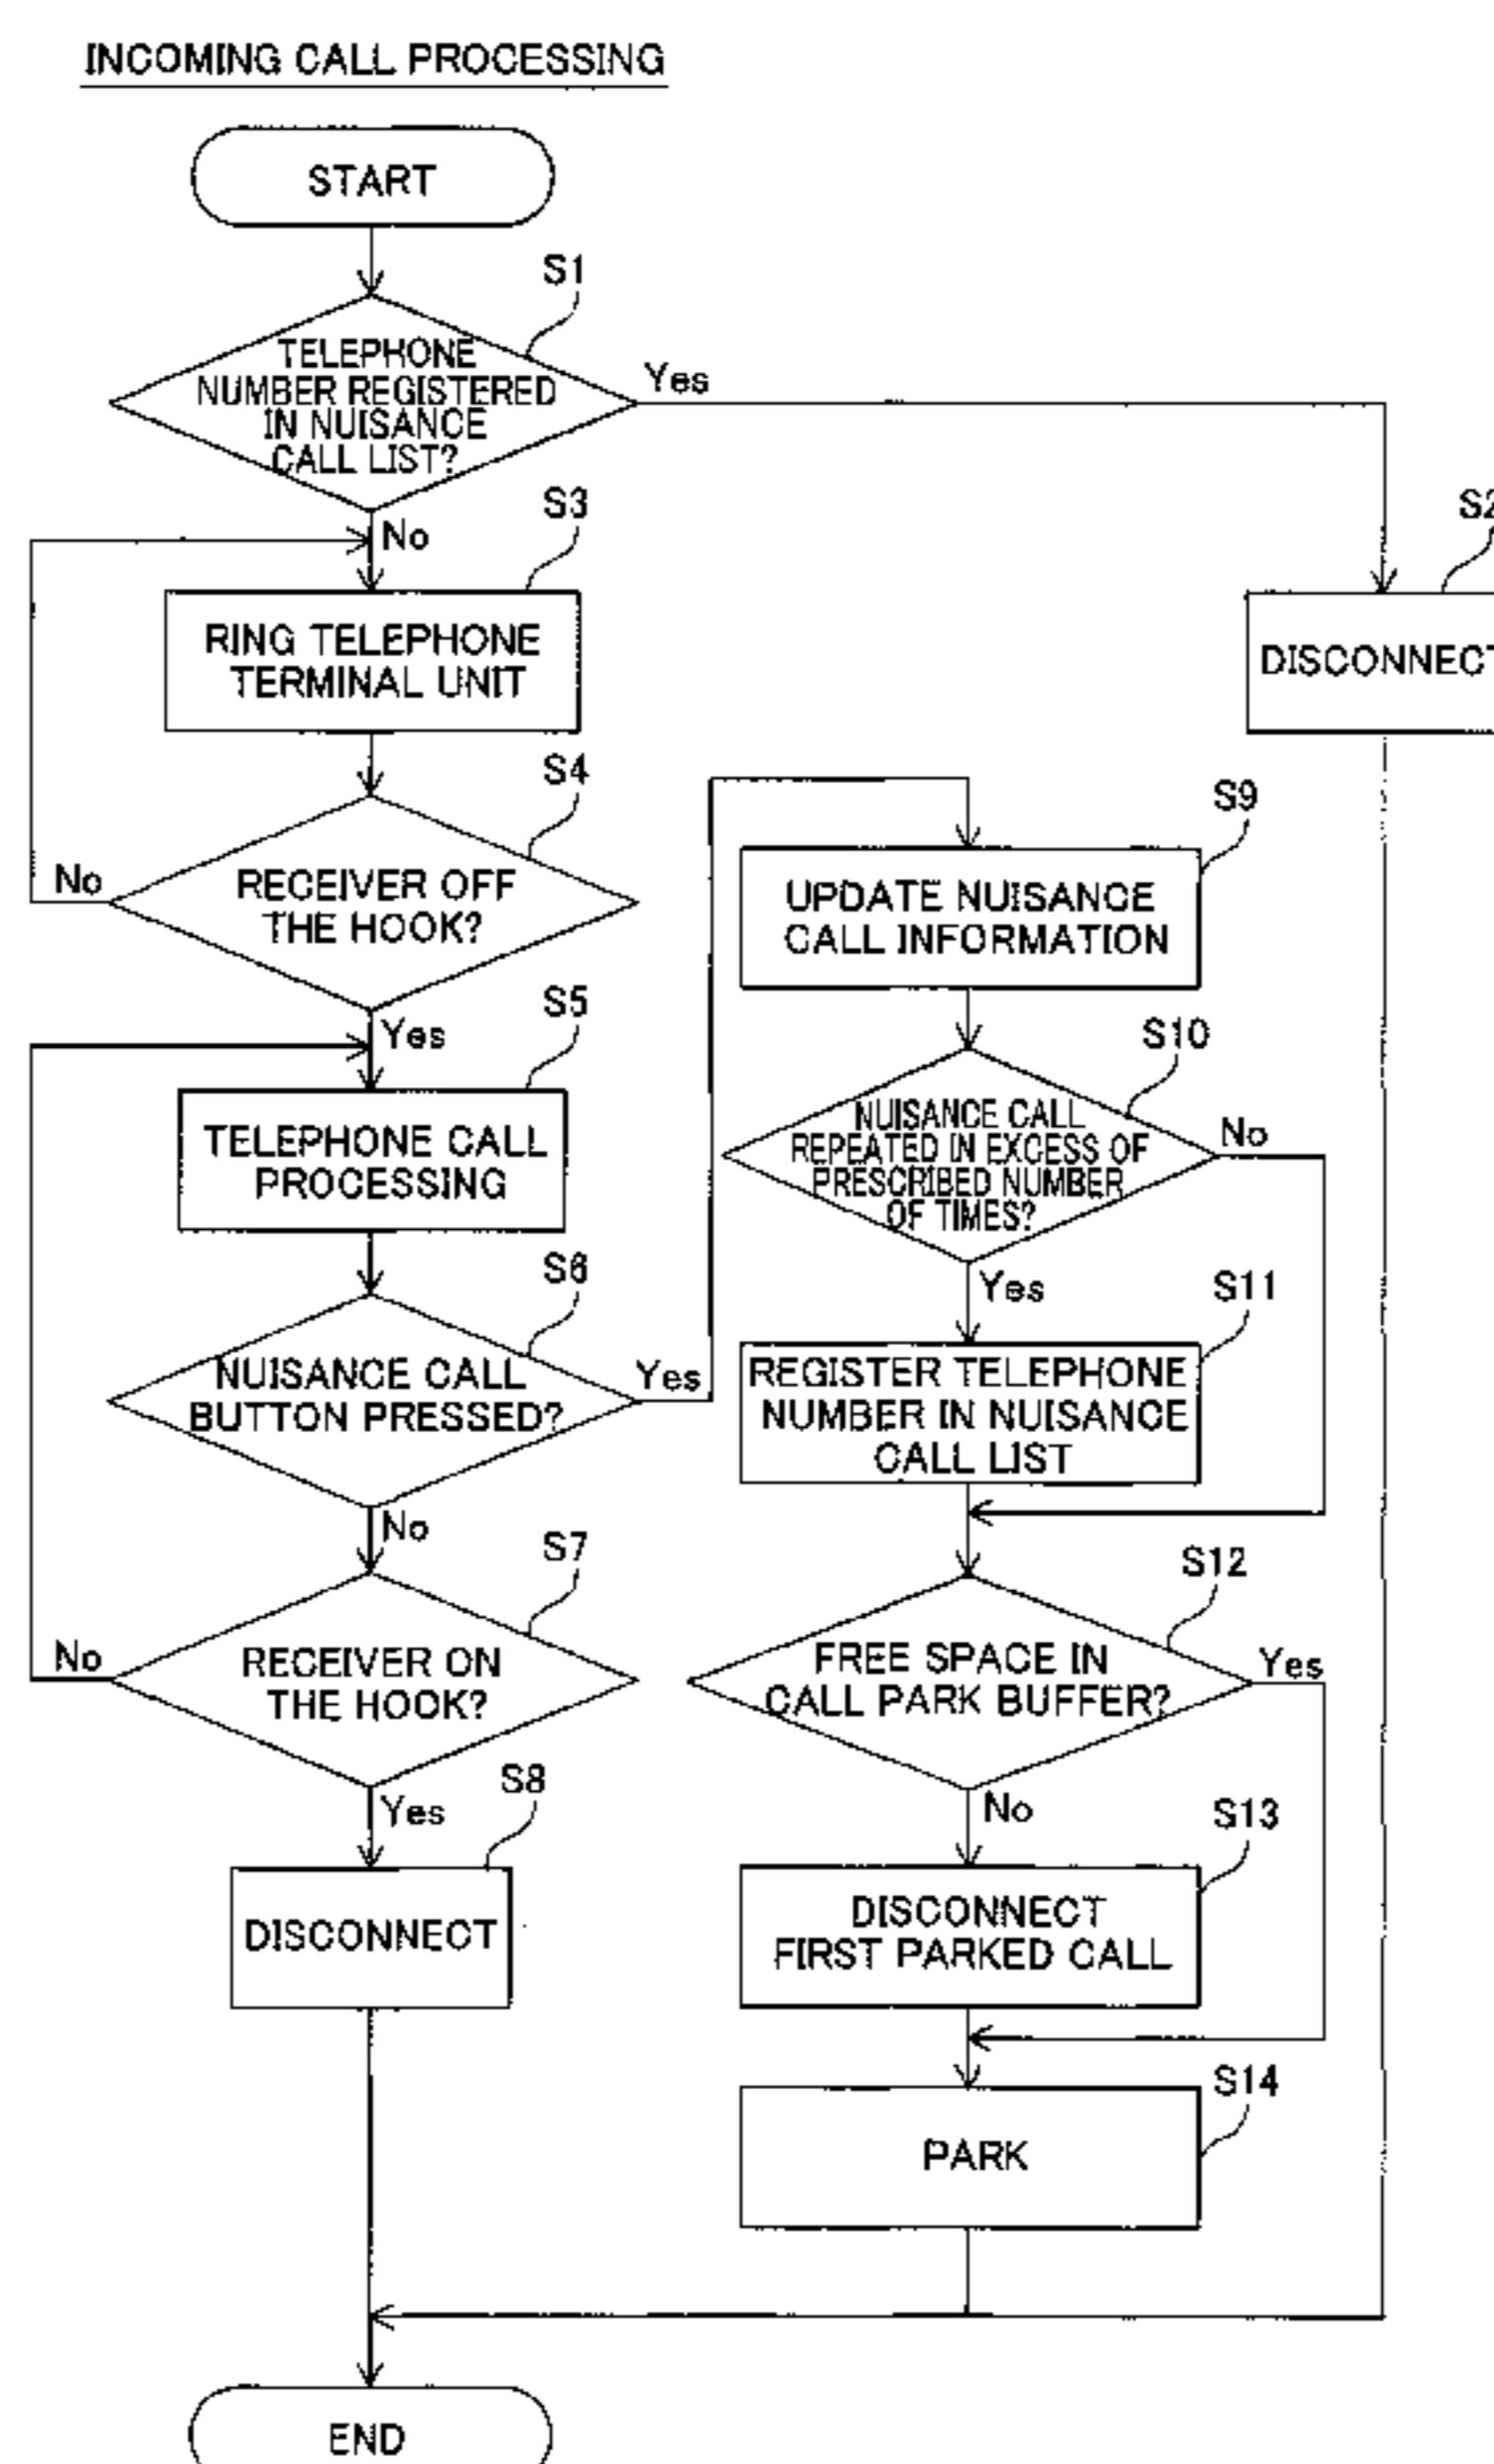 INCOMING CALL PROCESSING
START
S1
TELEPHONE
NUMBER REGISTERED
IN NUISANCE
CALL LIST?
Yes
No
S2
DISCONNECT
S3
RING TELEPHONE
TERMINAL UNIT
S4
RECEIVER OFF
THE HOOK?
No
Yes
S5
TELEPHONE CALL
PROCESSING
S6
NUISANCE CALL
BUTTON PRESSED?
Yes
No
S7
RECEIVER ON
THE HOOK?
No
Yes
S8
DISCONNECT
S9
UPDATE NUISANCE
CALL INFORMATION
S10
NUISANCE CALL
REPEATED IN EXCESS OF
PRESCRIBED NUMBER
OF TIMES?
No
Yes
S11
REGISTER TELEPHONE
NUMBER IN NUISANCE
CALL LIST
S12
FREE SPACE IN
CALL PARK BUFFER?
Yes
No
S13
DISCONNECT
FIRST PARKED CALL
S14
PARK
END